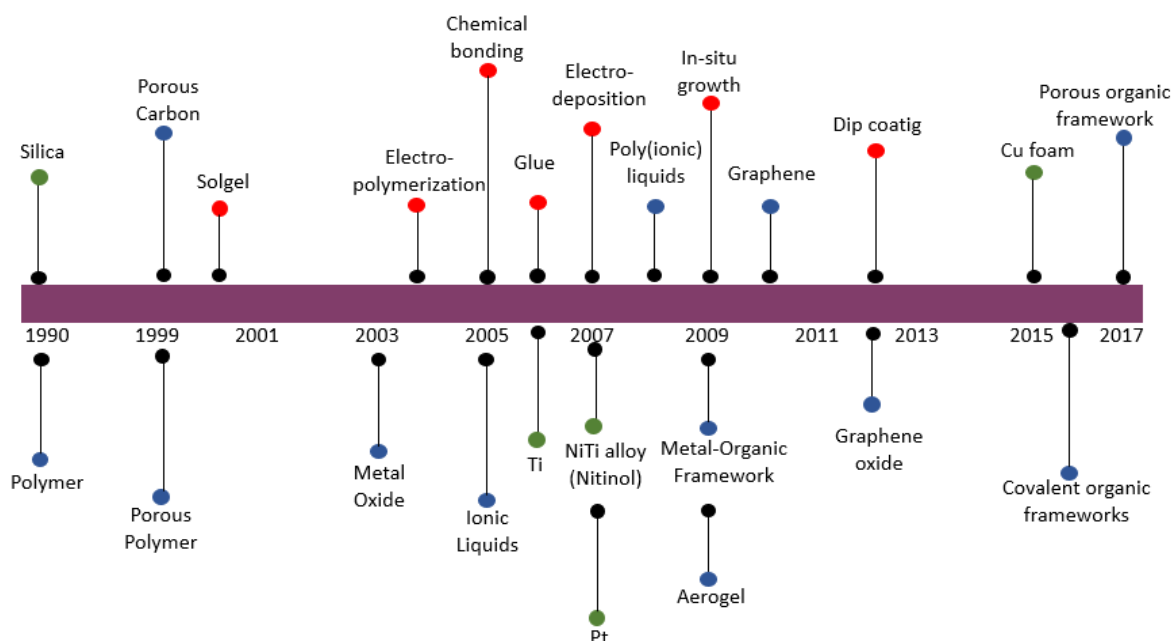 Chemical
bonding
Electro-
deposition
In-situ
growth
Porous
Carbon
Porous organic
framework
Silica
Solgel
Electro-
polymerization
Glue
Poly(ionic)
liquids
Graphene
Dip coatig
Cu foam
1990
1999
2001
2003
2005
2007
2009
2011
2013
2015
2017
Polymer
Porous
Polymer
Metal
Oxide
Ionic
Liquids
Ti
NiTi alloy
(Nitinol)
Metal-Organic
Framework
Graphene
oxide
Covalent organic
frameworks
Aerogel
Pt